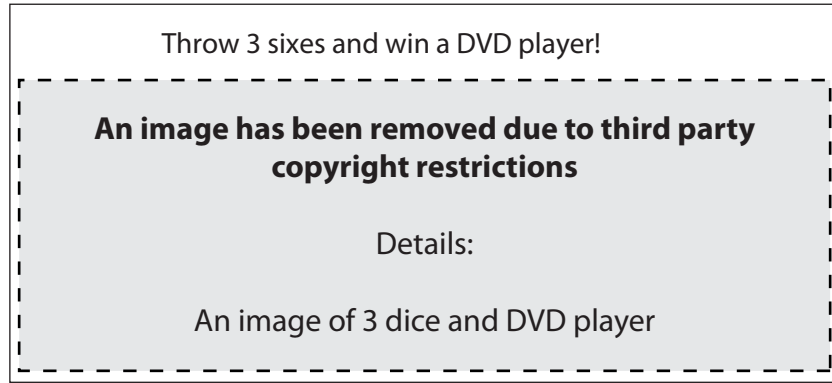 Throw 3 sixes and win a DVD player!
An image has been removed due to third party
copyright restrictions
Details:
An image of 3 dice and DVD player